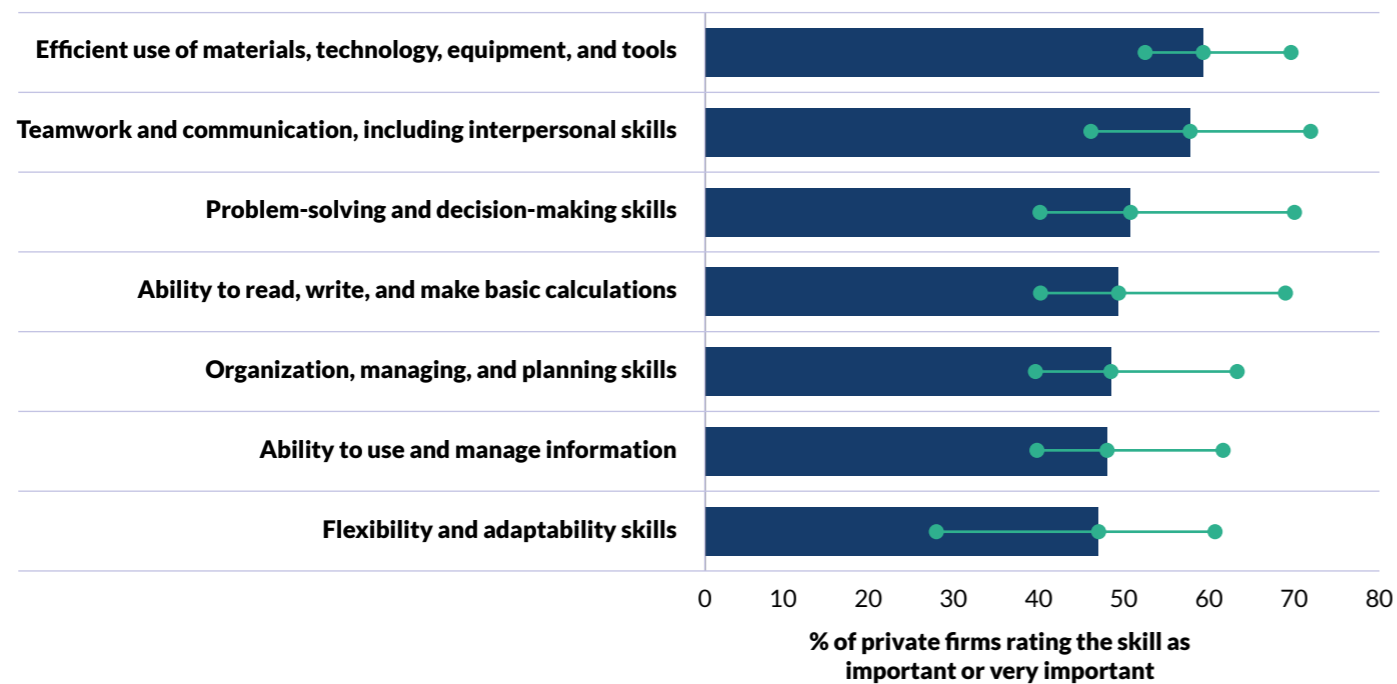 Efficient use of materials, technology, equipment, and tools
Teamwork and communication, including interpersonal skills
Problem-solving and decision-making skills
Ability to read, write, and make basic calculations
Organization, managing, and planning skills
Ability to use and manage information
Flexibility and adaptability skills
0 10 20 30 40 50 60 70 80
% of private firms rating the skill as
important or very important